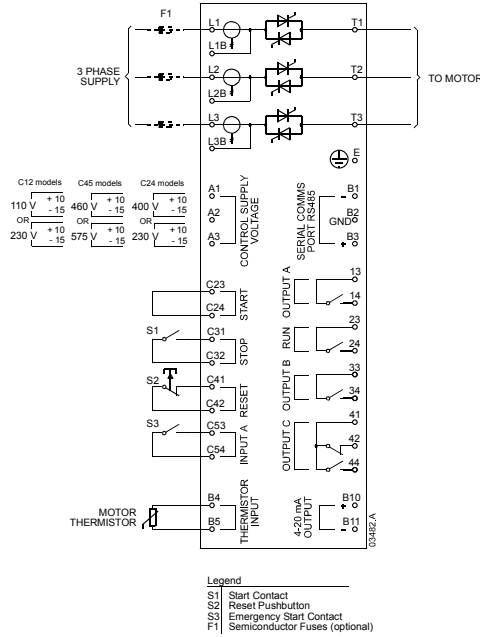 F1
L1
T1
L1B
3 PHASE
SUPPLY
L2
T2
TO MOTOR
L2B
L3
T3
L3B
E
C12 models
C45 models
C24 models
110 V + 10 - 15
460 V + 10 - 15
400 V + 10 - 15
OR
OR
OR
230 V + 10 - 15
575 V + 10 - 15
230 V + 10 - 15
A1
A2
A3
CONTROL SUPPLY
VOLTAGE
SERIAL COMMS
PORT RS485
B1
-
B2
GND
B3
+
C23
C24
START
OUTPUT A
13
14
S1
C31
C32
STOP
RUN
23
24
S2
C41
C42
RESET
OUTPUT B
33
34
S3
C53
C54
INPUT A
OUTPUT C
41
42
44
MOTOR
THERMISTOR
B4
B5
THERMISTOR
INPUT
4-20 mA
OUTPUT
B10
+
B11
-
03482.A
Legend
S1 Start Contact
S2 Reset Pushbutton
S3 Emergency Start Contact
F1 Semiconductor Fuses (optional)